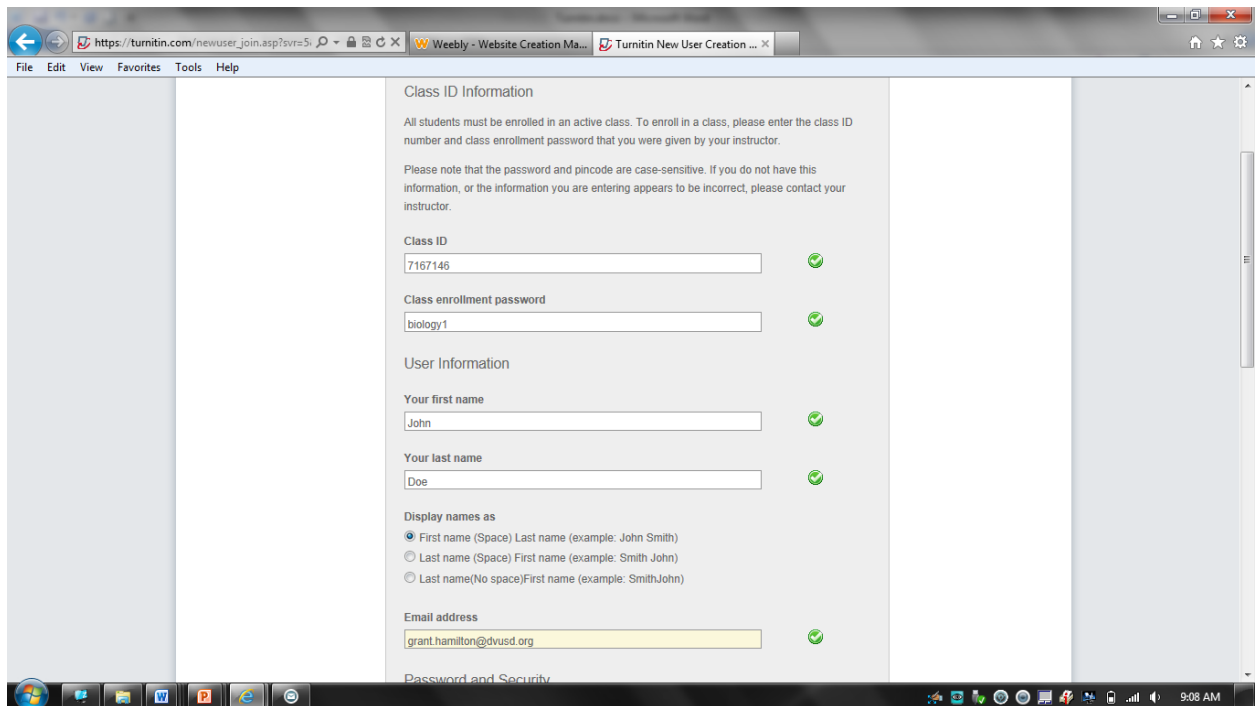 https://turnitin.com/newuser_join.asp?svr=5
Weebly - Website Creation Ma...
Turnitin New User Creation ...
File Edit View Favorites Tools Help
Class ID Information
All students must be enrolled in an active class. To enroll in a class, please enter the class ID
number and class enrollment password that you were given by your instructor.
Please note that the password and pincode are case-sensitive. If you do not have this
information, or the information you are entering appears to be incorrect, please contact your
instructor.
Class ID
7167146
Class enrollment password
biology1
User Information
Your first name
John
Your last name
Doe
Display names as
First name (Space) Last name (example: John Smith)
Last name (Space) First name (example: Smith John)
Last name(No space)First name (example: SmithJohn)
Email address
grant.hamilton@dvusd.org
Password and Security
9:08 AM